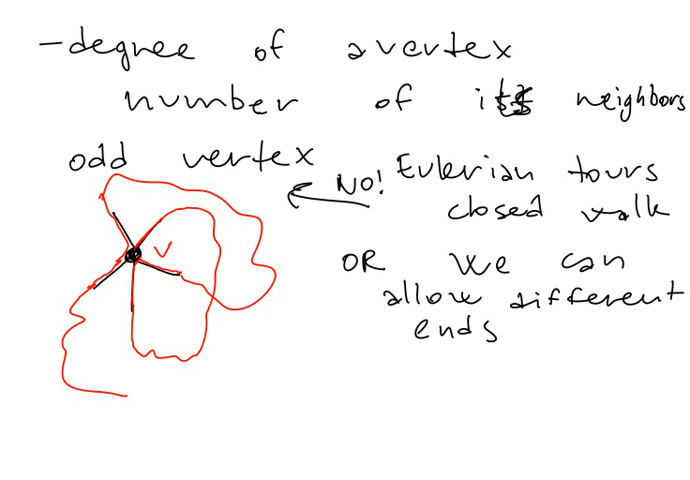 - degree of a vertex
number of its neighbors
odd vertex
NO! Eulerian tours
closed walk
V
OR we can
allow different
ends